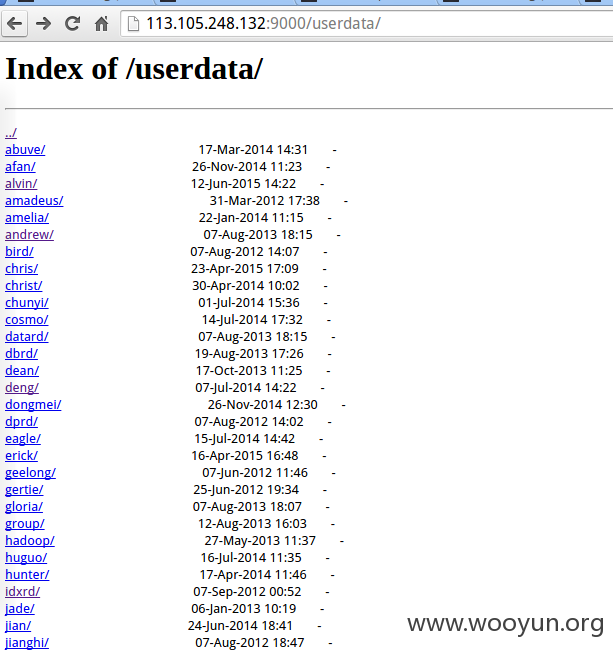 113.105.248.132:9000/userdata/
Index of /userdata/
../
abuve/ 17-Mar-2014 14:31 -
afan/ 26-Nov-2014 11:23 -
alvin/ 12-Jun-2015 14:22 -
amadeus/ 31-Mar-2012 17:38 -
amelia/ 22-Jan-2014 11:15 -
andrew/ 07-Aug-2013 18:15 -
bird/ 07-Aug-2012 14:07 -
chris/ 23-Apr-2015 17:09 -
christ/ 30-Apr-2014 10:02 -
chunyi/ 01-Jul-2014 15:36 -
cosmo/ 14-Jul-2014 17:32 -
datard/ 07-Aug-2013 18:15 -
dbrd/ 19-Aug-2013 17:26 -
dean/ 17-Oct-2013 11:25 -
deng/ 07-Jul-2014 14:22 -
dongmei/ 26-Nov-2014 12:30 -
dprd/ 07-Aug-2012 14:02 -
eagle/ 15-Jul-2014 14:42 -
erick/ 16-Apr-2015 16:48 -
geelong/ 07-Jun-2012 11:46 -
gertie/ 25-Jun-2012 19:34 -
gloria/ 07-Aug-2013 18:07 -
group/ 12-Aug-2013 16:03 -
hadoop/ 27-May-2013 11:37 -
huguo/ 16-Jul-2014 11:35 -
hunter/ 17-Apr-2014 11:46 -
idxrd/ 07-Sep-2012 00:52 -
jade/ 06-Jan-2013 10:19 -
jian/ 24-Jun-2014 18:41 -
jianghi/ 07-Aug-2012 18:47 -
www.wooyun.org